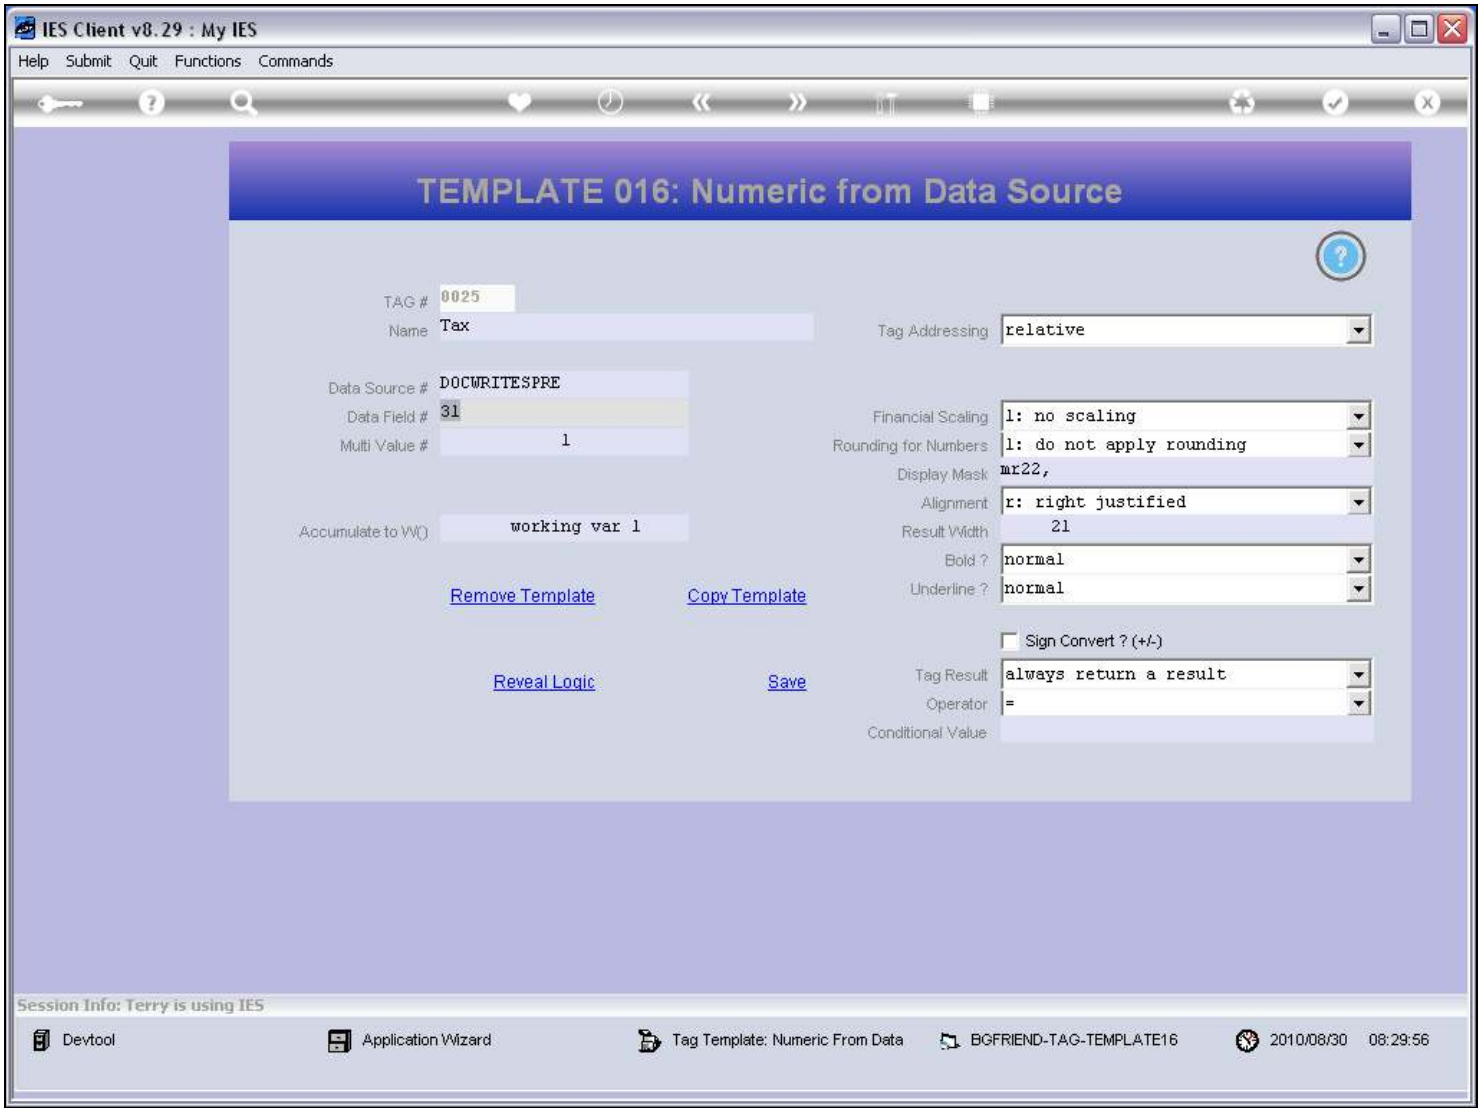 IES Client v8.29 : My IES
Help Submit Quit Functions Commands
TEMPLATE 016: Numeric from Data Source
TAG # 0025
Name Tax
Tag Addressing relative
Data Source # DOCWRITESPRE
Data Field # 31
Financial Scaling 1: no scaling
Multi Value # 1
Rounding for Numbers 1: do not apply rounding
Display Mask mr22,
Alignment r: right justified
Accumulate to W() working var 1
Result Width 21
Bold ? normal
Remove Template Copy Template
Underline ? normal
Sign Convert ? (+/-)
Reveal Logic Save
Tag Result always return a result
Operator =
Conditional Value
Session Info: Terry is using IES
Devtool Application Wizard Tag Template: Numeric From Data BGFRIEND-TAG-TEMPLATE16 2010/08/30 08:29:56